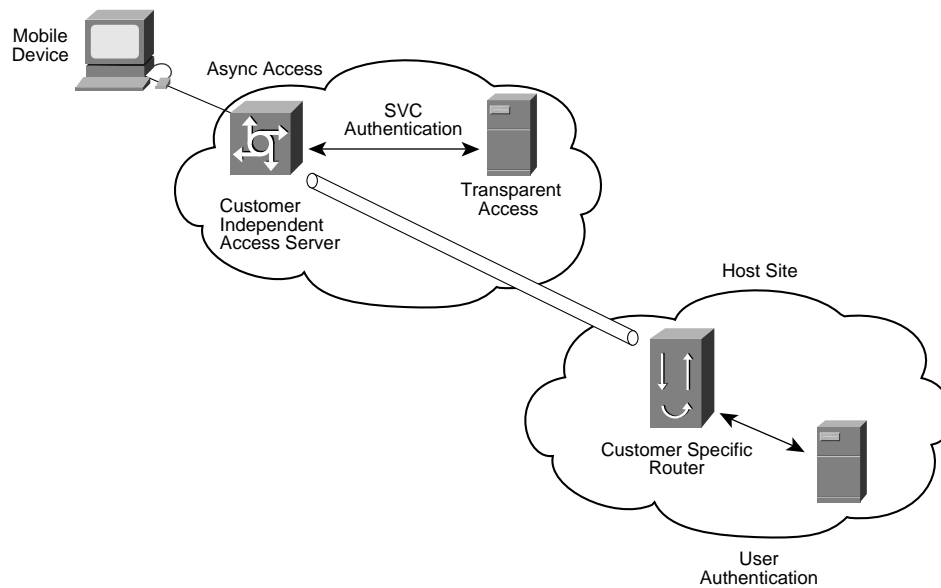 Mobile
Device
Async Access
SVC
Authentication
Transparent
Access
Customer
Independent
Access Server
Host Site
Customer Specific
Router
User
Authentication